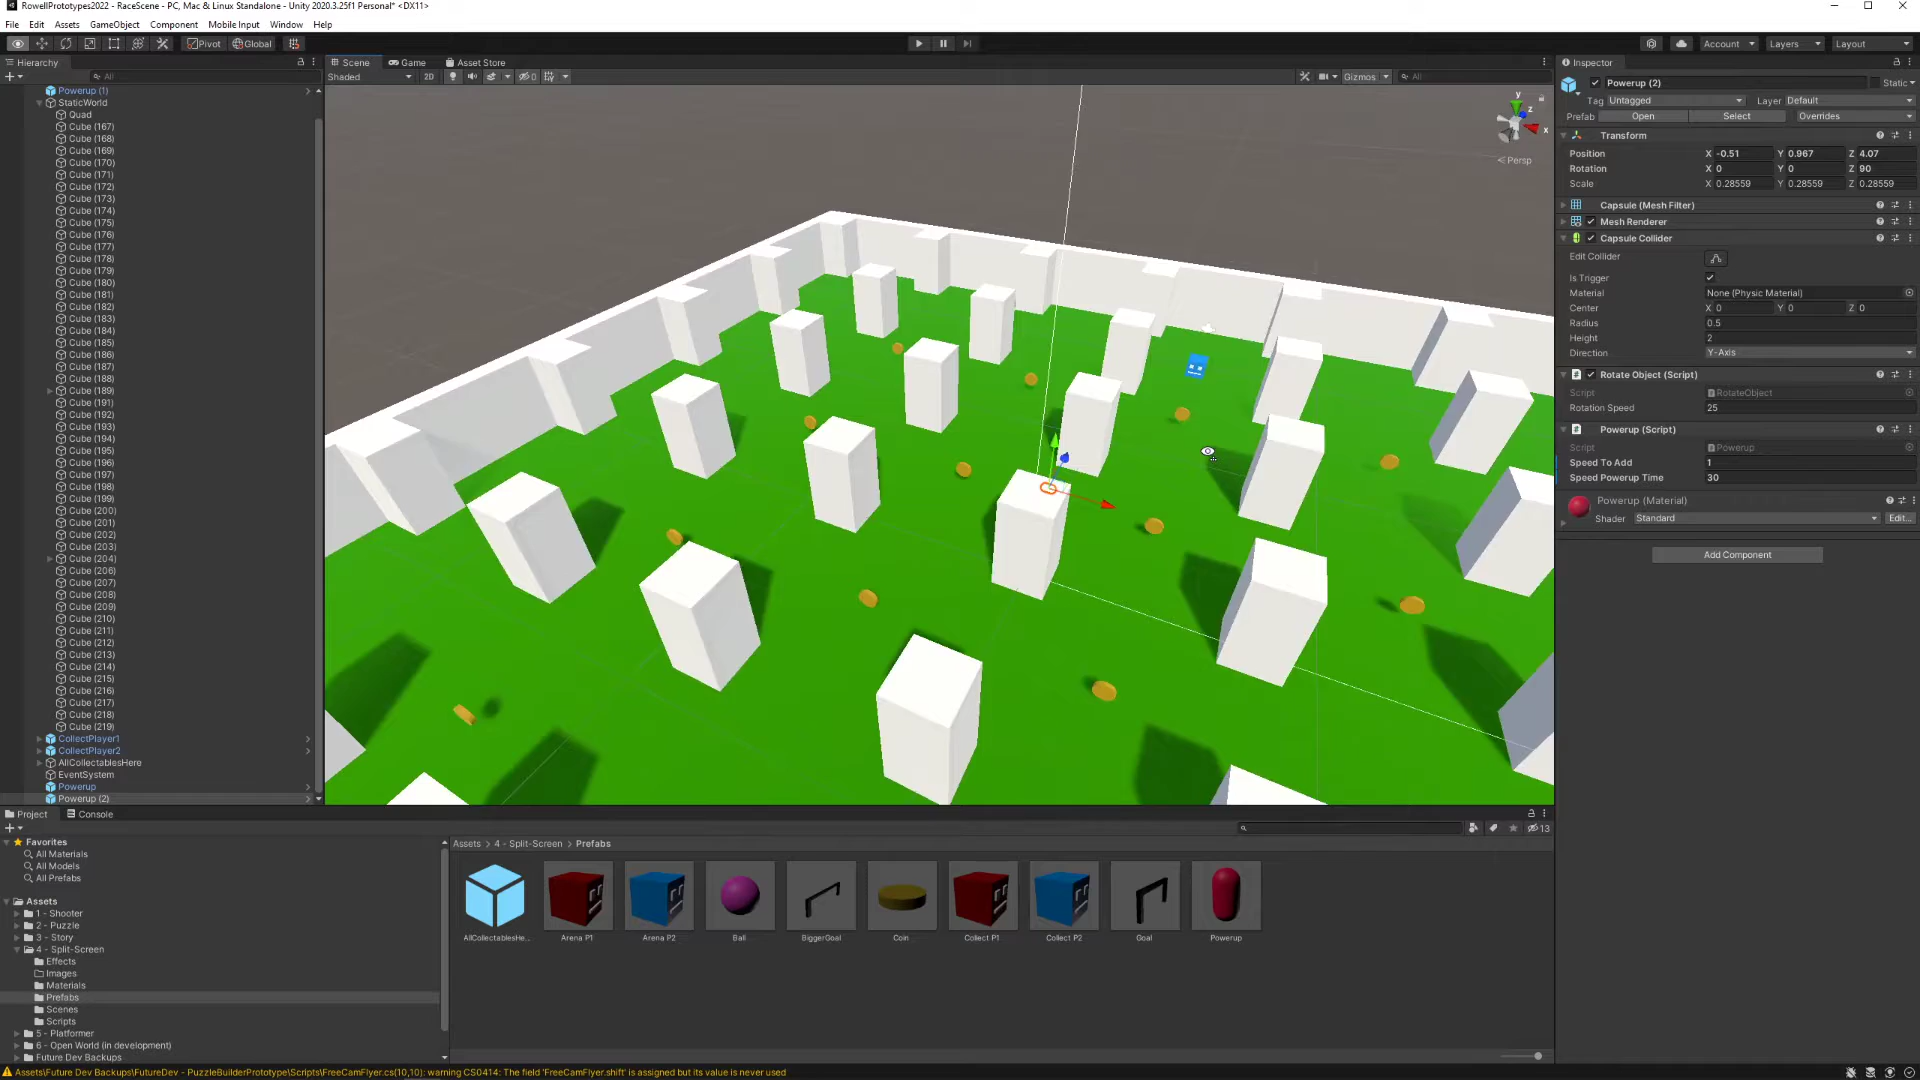 RowellPrototypes2022 - RaceScene - PC, Mac & Linux Standalone - Unity 2020.3.25f1 Personal* <DX11>
File Edit Assets GameObject Component Mobile Input Window Help
Pivot Global Account Layers Layout
Hierarchy
All
Powerup (1)
StaticWorld
Quad
Cube (167)
Cube (168)
Cube (169)
Cube (170)
Cube (171)
Cube (172)
Cube (173)
Cube (174)
Cube (175)
Cube (176)
Cube (177)
Cube (178)
Cube (179)
Cube (180)
Cube (181)
Cube (182)
Cube (183)
Cube (184)
Cube (185)
Cube (186)
Cube (187)
Cube (188)
Cube (189)
Cube (191)
Cube (192)
Cube (193)
Cube (194)
Cube (195)
Cube (196)
Cube (197)
Cube (198)
Cube (199)
Cube (200)
Cube (201)
Cube (202)
Cube (203)
Cube (204)
Cube (206)
Cube (207)
Cube (208)
Cube (209)
Cube (210)
Cube (211)
Cube (212)
Cube (213)
Cube (214)
Cube (215)
Cube (216)
Cube (217)
Cube (218)
Cube (219)
CollectPlayer1
CollectPlayer2
AllCollectablesHere
EventSystem
Powerup
Powerup (2)
Scene Game Asset Store
Shaded 2D 0 Gizmos All
y
z
x
< Persp
Inspector
Powerup (2) Static
Tag Untagged Layer Default
Prefab Open Select Overrides
Transform
Position X -0.51 Y 0.967 Z 4.07
Rotation X 0 Y 0 Z 90
Scale X 0.28559 Y 0.28559 Z 0.28559
Capsule (Mesh Filter)
Mesh Renderer
Capsule Collider
Edit Collider
Is Trigger
Material None (Physic Material)
Center X 0 Y 0 Z 0
Radius 0.5
Height 2
Direction Y-Axis
Rotate Object (Script)
Script RotateObject
Rotation Speed 25
Powerup (Script)
Script Powerup
Speed To Add 1
Speed Powerup Time 30
Powerup (Material)
Shader Standard Edit...
Add Component
Project Console
13
Favorites
All Materials
All Models
All Prefabs
Assets
1 - Shooter
2 - Puzzle
3 - Story
4 - Split-Screen
Effects
Images
Materials
Prefabs
Scenes
Scripts
5 - Platformer
6 - Open World (in development)
Future Dev Backups
Assets > 4 - Split-Screen > Prefabs
AllCollectablesHe... Arena P1 Arena P2 Ball BiggerGoal Coin Collect P1 Collect P2 Goal Powerup
Assets\Future Dev Backups\FutureDev - PuzzleBuilderPrototype\Scripts\FreeCamFlyer.cs(10,10): warning CS0414: The field 'FreeCamFlyer.shift' is assigned but its value is never used